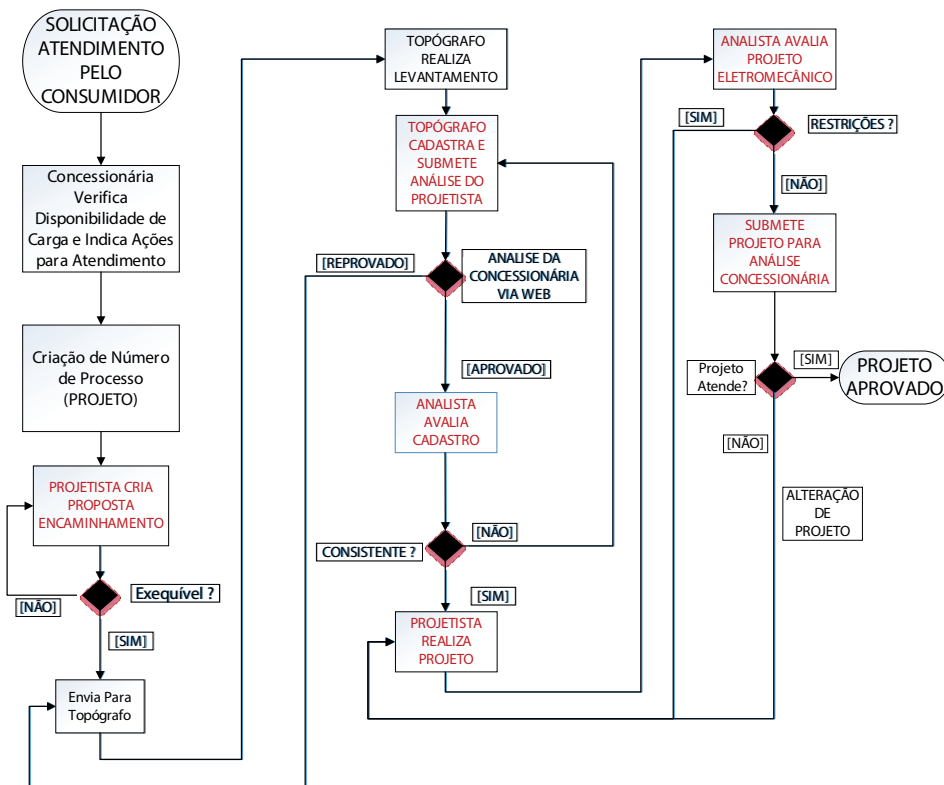 SOLICITAÇÃO
ATENDIMENTO
PELO
CONSUMIDOR
Concessionária
Verifica
Disponibilidade de
Carga e Indica Ações
para Atendimento
Criação de Número
de Processo
(PROJETO)
PROJETISTA CRIA
PROPOSTA
ENCAMINHAMENTO
Exequível ?
[NÃO]
[SIM]
Envia Para
Topógrafo
TOPÓGRAFO
REALIZA
LEVANTAMENTO
TOPÓGRAFO
CADASTRA E
SUBMETE
ANÁLISE DO
PROJETISTA
[REPROVADO]
ANALISE DA
CONCESSIONÁRIA
VIA WEB
[APROVADO]
ANALISTA
AVALIA
CADASTRO
[NÃO]
CONSISTENTE ?
[SIM]
PROJETISTA
REALIZA
PROJETO
ANALISTA AVALIA
PROJETO
ELETROMECÂNICO
[SIM]
RESTRIÇÕES ?
[NÃO]
SUBMETE
PROJETO PARA
ANÁLISE
CONCESSIONÁRIA
Projeto
Atende?
[SIM]
PROJETO
APROVADO
[NÃO]
ALTERAÇÃO
DE
PROJETO